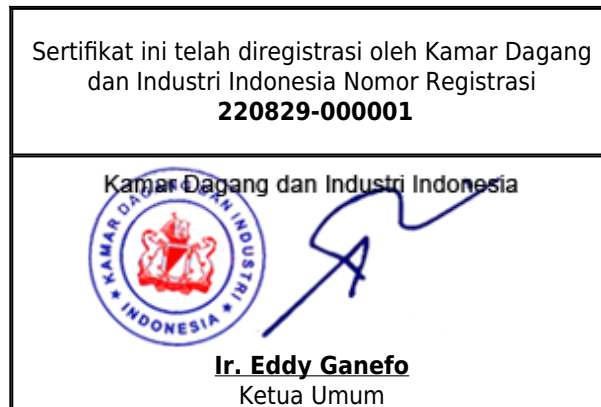 Sertifikat ini telah diregistrasi oleh Kamar Dagang
dan Industri Indonesia Nomor Registrasi
220829-000001
Kamar Dagang dan Industri Indonesia
KAMAR DAGANG DAN INDUSTRI
INDONESIA
Ir. Eddy Ganefo
Ketua Umum